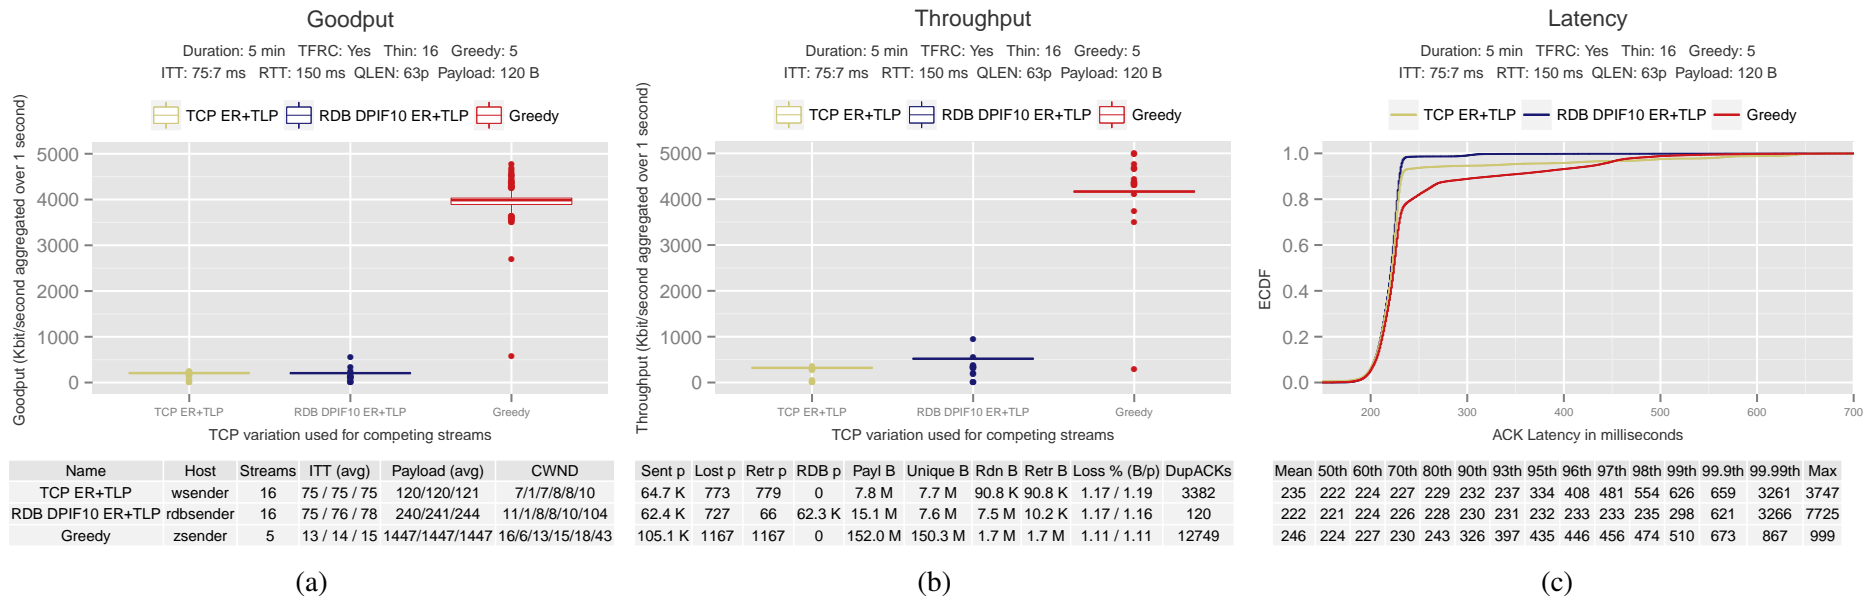 Goodput
Duration: 5 min TFRC: Yes Thin: 16 Greedy: 5
ITT: 75:7 ms RTT: 150 ms QLEN: 63p Payload: 120 B
TCP ER+TLP RDB DPIF10 ER+TLP Greedy
Goodput (Kbit/second aggregated over 1 second)
5000
4000
3000
2000
1000
0
TCP ER+TLP RDB DPIF10 ER+TLP Greedy
TCP variation used for competing streams
Name Host Streams ITT (avg) Payload (avg) CWND
TCP ER+TLP wsender 16 75 / 75 / 75 120/120/121 7/1/7/8/8/10
RDB DPIF10 ER+TLP rdbsender 16 75 / 76 / 78 240/241/244 11/1/8/8/10/104
Greedy zsender 5 13 / 14 / 15 1447/1447/1447 16/6/13/15/18/43
(a)
Throughput
Duration: 5 min TFRC: Yes Thin: 16 Greedy: 5
ITT: 75:7 ms RTT: 150 ms QLEN: 63p Payload: 120 B
TCP ER+TLP RDB DPIF10 ER+TLP Greedy
Throughput (Kbit/second aggregated over 1 second)
5000
4000
3000
2000
1000
0
TCP ER+TLP RDB DPIF10 ER+TLP Greedy
TCP variation used for competing streams
Sent p Lost p Retr p RDB p Payl B Unique B Rdn B Retr B Loss % (B/p) DupACKs
64.7 K 773 779 0 7.8 M 7.7 M 90.8 K 90.8 K 1.17 / 1.19 3382
62.4 K 727 66 62.3 K 15.1 M 7.6 M 7.5 M 10.2 K 1.17 / 1.16 120
105.1 K 1167 1167 0 152.0 M 150.3 M 1.7 M 1.7 M 1.11 / 1.11 12749
(b)
Latency
Duration: 5 min TFRC: Yes Thin: 16 Greedy: 5
ITT: 75:7 ms RTT: 150 ms QLEN: 63p Payload: 120 B
TCP ER+TLP RDB DPIF10 ER+TLP Greedy
ECDF
1.0
0.8
0.6
0.4
0.2
0.0
200 300 400 500 600 700
ACK Latency in milliseconds
Mean 50th 60th 70th 80th 90th 93th 95th 96th 97th 98th 99th 99.9th 99.99th Max
235 222 224 227 229 232 237 334 408 481 554 626 659 3261 3747
222 221 224 226 228 230 231 232 233 233 235 298 621 3266 7725
246 224 227 230 243 326 397 435 446 456 474 510 673 867 999
(c)